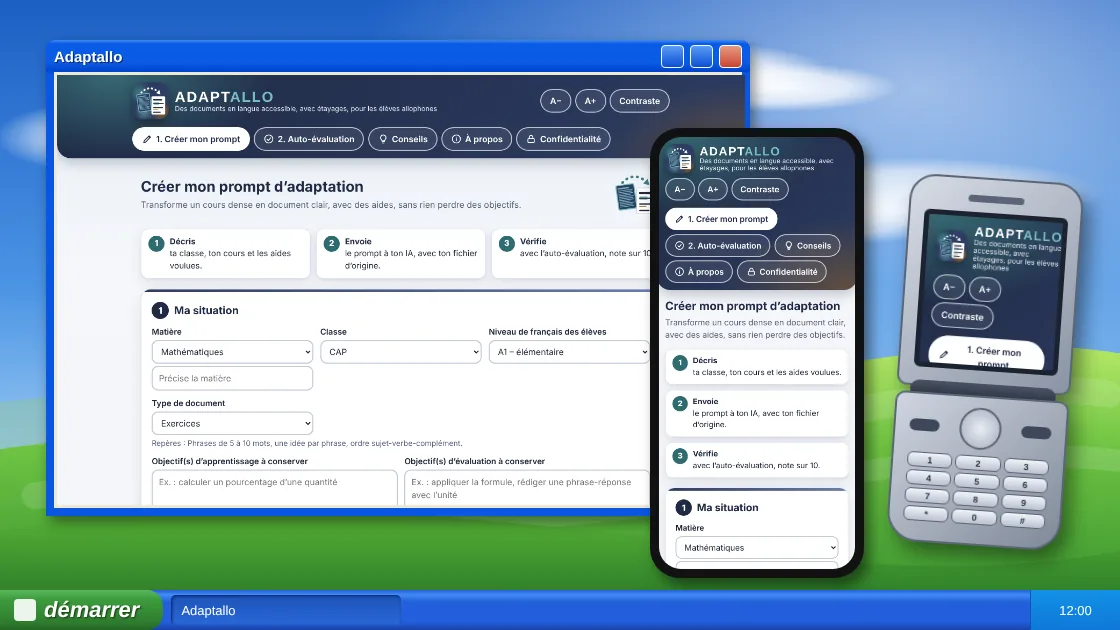 Adaptallo
ADAPTALLO
Des documents en langue accessible, avec étayages, pour les élèves allophones
A−
A+
Contraste
1. Créer mon prompt
2. Auto-évaluation
Conseils
À propos
Confidentialité
Créer mon prompt d’adaptation
Transforme un cours dense en document clair, avec des aides, sans rien perdre des objectifs.
1
Décris
ta classe, ton cours et les aides
voulues.
2
Envoie
le prompt à ton IA, avec ton fichier
d’origine.
3
Vérifie
avec l’auto-évaluation, note sur 10
1 Ma situation
Matière
Classe
Niveau de français des élèves
Mathématiques
CAP
A1 – élémentaire
Précise la matière
Type de document
Exercices
Repères : Phrases de 5 à 10 mots, une idée par phrase, ordre sujet-verbe-complément.
Objectif(s) d’apprentissage à conserver
Objectif(s) d’évaluation à conserver
Ex. : calculer un pourcentage d’une quantité
Ex. : appliquer la formule, rédiger une phrase-réponse
avec l’unité
ADAPTALLO
Des documents en langue accessible, avec
étayages, pour les élèves allophones
A−
A+
Contraste
1. Créer mon prompt
2. Auto-évaluation
Conseils
À propos
Confidentialité
Créer mon prompt d’adaptation
Transforme un cours dense en document clair,
avec des aides, sans rien perdre des objectifs.
1
Décris
ta classe, ton cours et les aides voulues.
2
Envoie
le prompt à ton IA, avec ton fichier
d’origine.
3
Vérifie
avec l’auto-évaluation, note sur 10.
1 Ma situation
Matière
Mathématiques
ADAPTALLO
Des documents en langue
accessible, avec
étayages, pour les élèves
allophones
A−
A+
Contraste
1. Créer mon
prompt
1 2 3
4 5 6
7 8 9
* 0 #
démarrer
Adaptallo
12:00